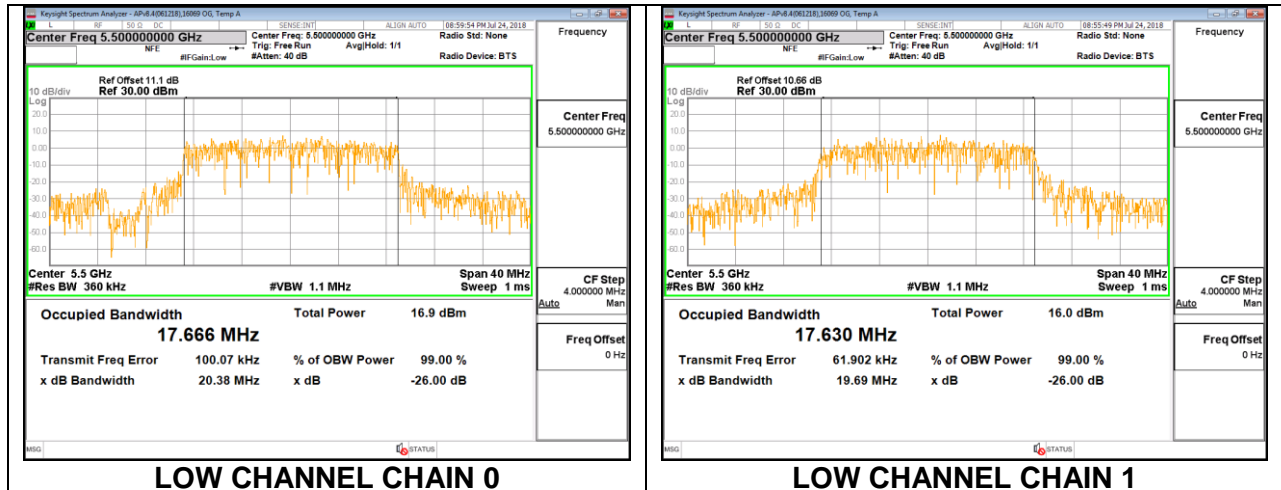 Keysight Spectrum Analyzer - APv8.4(061218),16069 OG, Temp A
L RF 50 Ω DC SENSE:INT ALIGN AUTO 08:59:54 PM Jul 24, 2018
Center Freq 5.500000000 GHz Center Freq: 5.500000000 GHz Radio Std: None Frequency
NFE Trig: Free Run Avg|Hold: 1/1
#IFGain:Low #Atten: 40 dB Radio Device: BTS
Ref Offset 11.1 dB
10 dB/div Ref 30.00 dBm
Log
20.0
10.0
0.00
-10.0
-20.0
-30.0
-40.0
-50.0
-60.0
Center Freq
5.500000000 GHz
Center 5.5 GHz Span 40 MHz
#Res BW 360 kHz #VBW 1.1 MHz Sweep 1 ms
CF Step
4.000000 MHz
Auto Man
Occupied Bandwidth Total Power 16.9 dBm
17.666 MHz
Freq Offset
0 Hz
Transmit Freq Error 100.07 kHz % of OBW Power 99.00 %
x dB Bandwidth 20.38 MHz x dB -26.00 dB
MSG STATUS
LOW CHANNEL CHAIN 0
Keysight Spectrum Analyzer - APv8.4(061218),16069 OG, Temp A
L RF 50 Ω DC SENSE:INT ALIGN AUTO 08:55:49 PM Jul 24, 2018
Center Freq 5.500000000 GHz Center Freq: 5.500000000 GHz Radio Std: None Frequency
NFE Trig: Free Run Avg|Hold: 1/1
#IFGain:Low #Atten: 40 dB Radio Device: BTS
Ref Offset 10.66 dB
10 dB/div Ref 30.00 dBm
Log
20.0
10.0
0.00
-10.0
-20.0
-30.0
-40.0
-50.0
-60.0
Center Freq
5.500000000 GHz
Center 5.5 GHz Span 40 MHz
#Res BW 360 kHz #VBW 1.1 MHz Sweep 1 ms
CF Step
4.000000 MHz
Auto Man
Occupied Bandwidth Total Power 16.0 dBm
17.630 MHz
Freq Offset
0 Hz
Transmit Freq Error 61.902 kHz % of OBW Power 99.00 %
x dB Bandwidth 19.69 MHz x dB -26.00 dB
MSG STATUS
LOW CHANNEL CHAIN 1